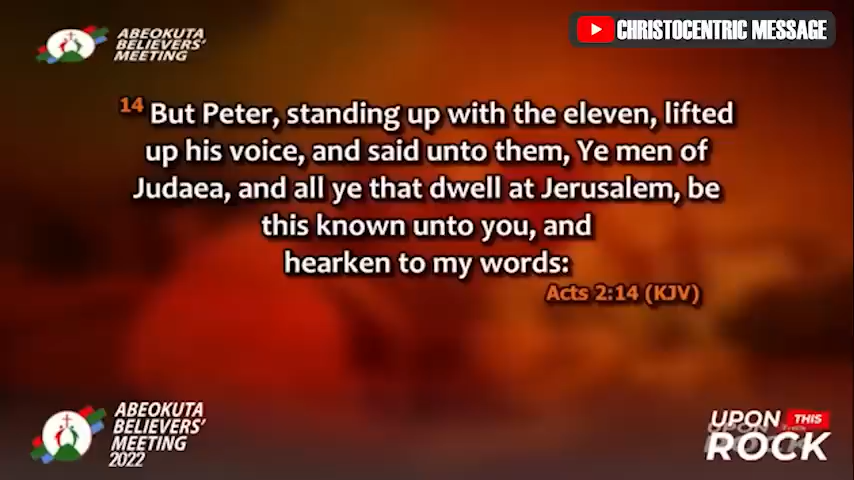 ABEOKUTA
BELIEVERS'
MEETING
CHRISTOCENTRIC MESSAGE
14 But Peter, standing up with the eleven, lifted
up his voice, and said unto them, Ye men of
Judaea, and all ye that dwell at Jerusalem, be
this known unto you, and
hearken to my words:
Acts 2:14 (KJV)
ABEOKUTA
BELIEVERS'
MEETING
2022
UPON THIS
ROCK